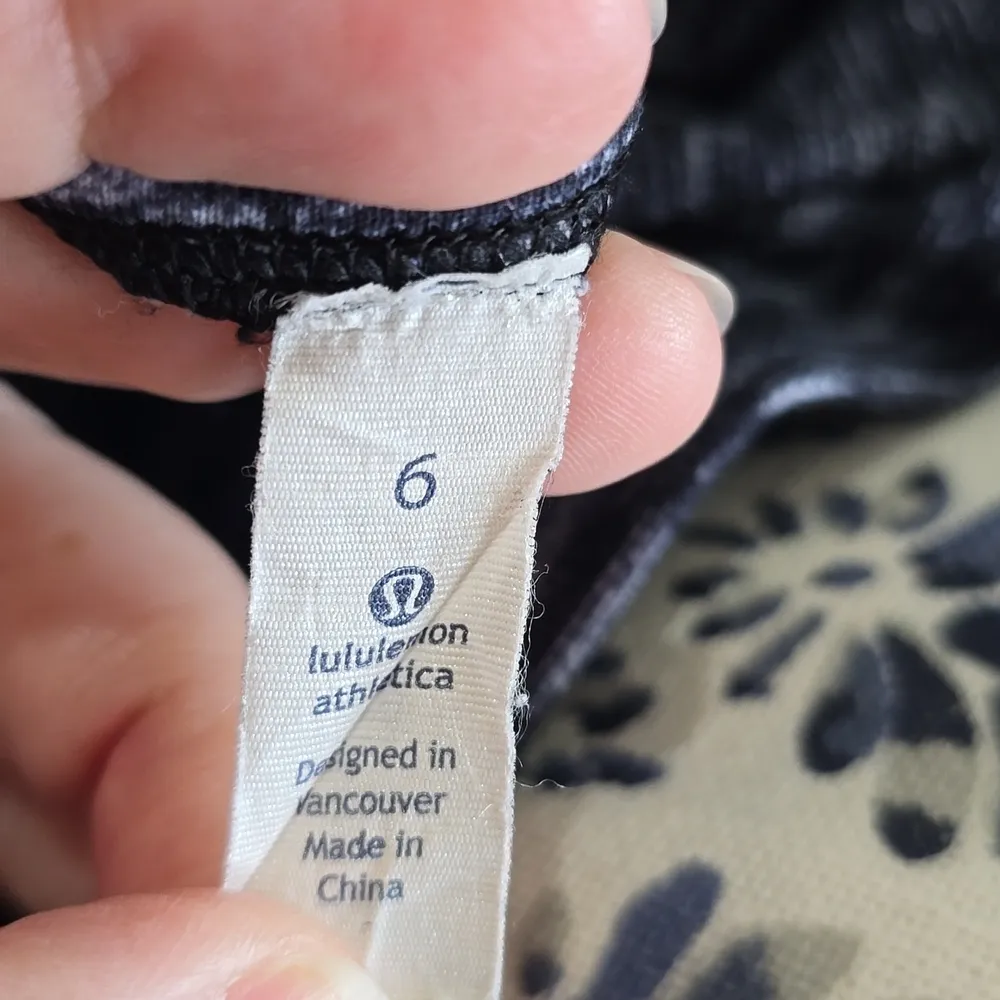 6
lululemon
athletica
Designed in
Vancouver
Made in
China